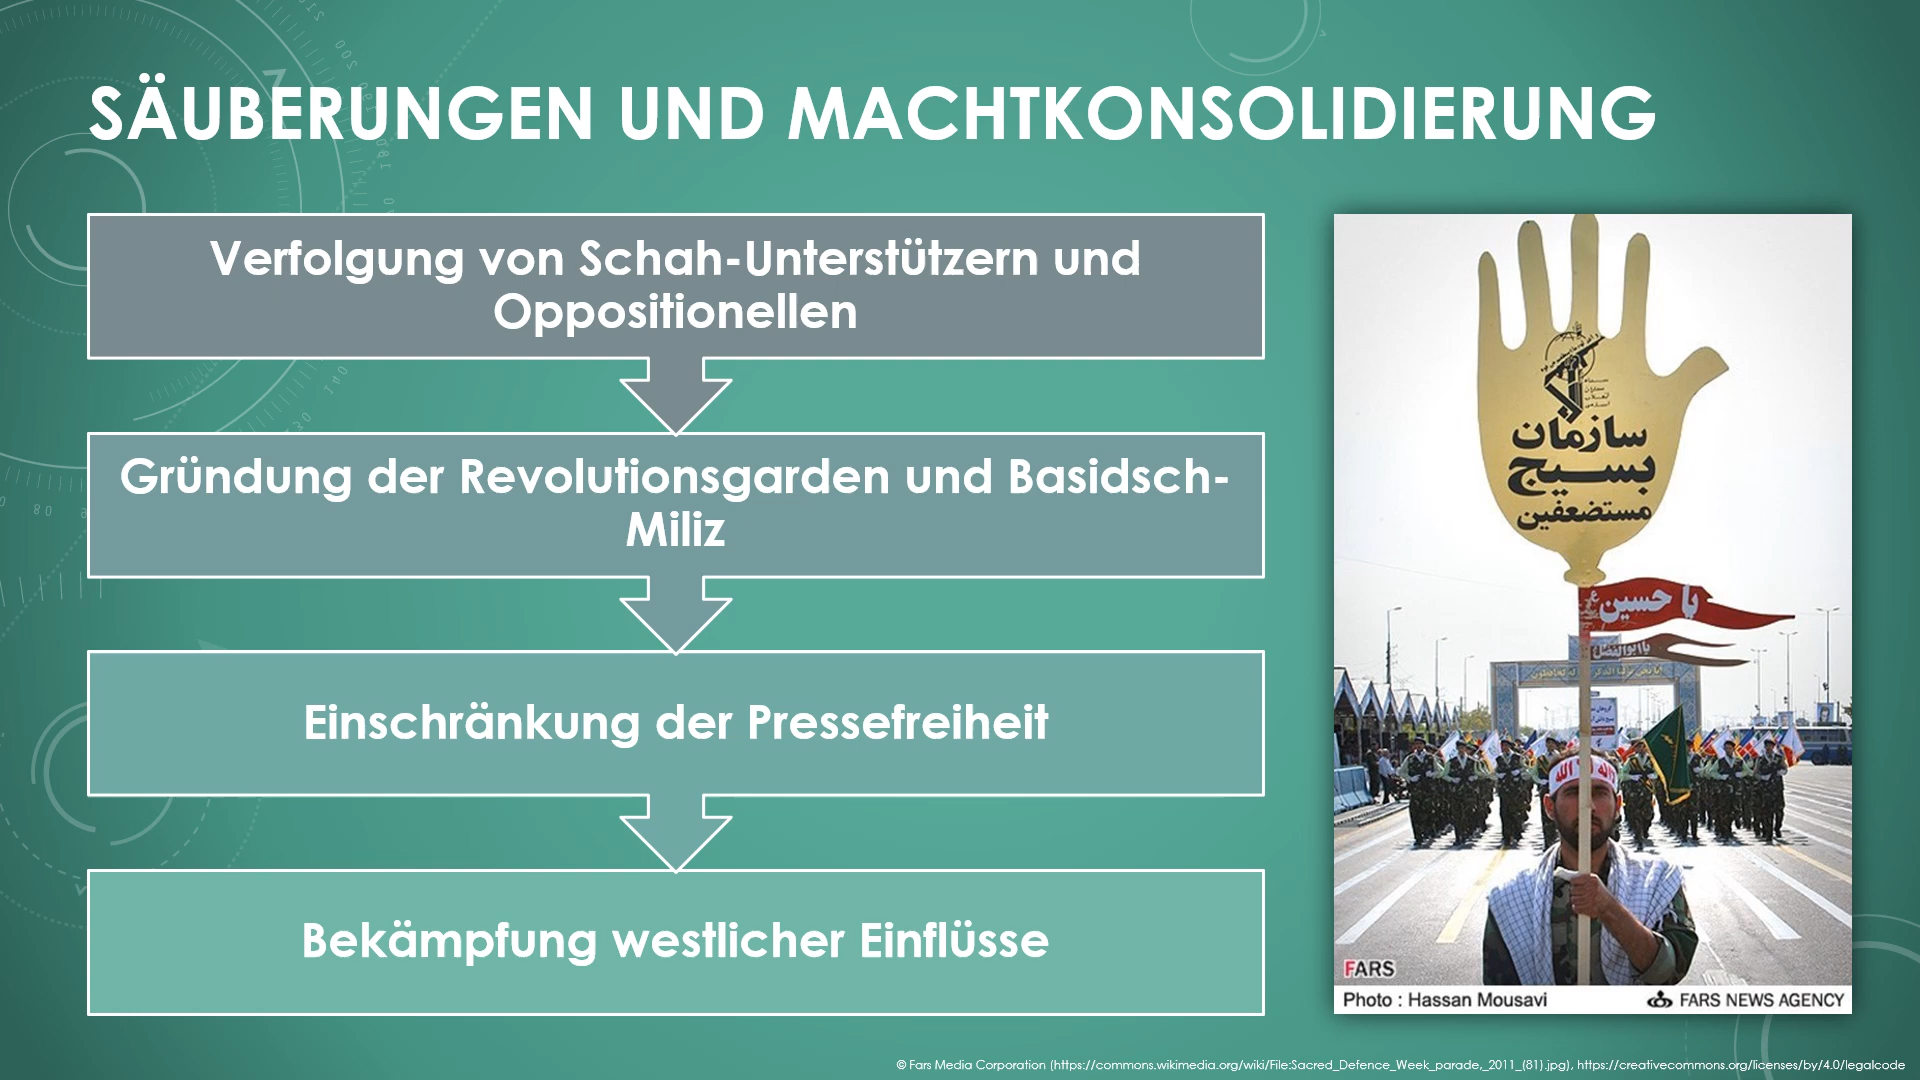 SÄUBERUNGEN UND MACHTKONSOLIDIERUNG
Verfolgung von Schah-Unterstützern und
Oppositionellen
Gründung der Revolutionsgarden und Basidsch-
Miliz
Einschränkung der Pressefreiheit
Bekämpfung westlicher Einflüsse
سازمان
بسیج
مستضعفین
یا حسین
یا ابوالفضل
FARS
Photo : Hassan Mousavi
FARS NEWS AGENCY
© Fars Media Corporation (https://commons.wikimedia.org/wiki/File:Sacred_Defence_Week_parade,_2011_(81).jpg), https://creativecommons.org/licenses/by/4.0/legalcode